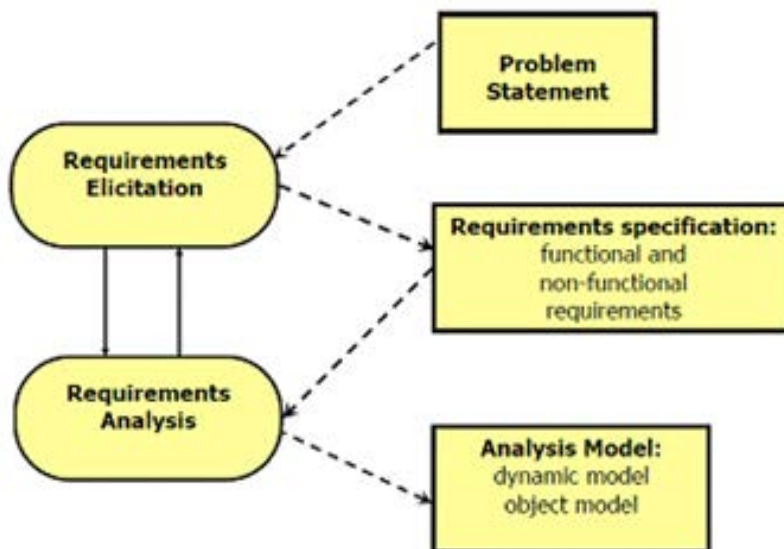 Problem
Statement
Requirements
Elicitation
Requirements specification:
functional and
non-functional
requirements
Requirements
Analysis
Analysis Model:
dynamic model
object model